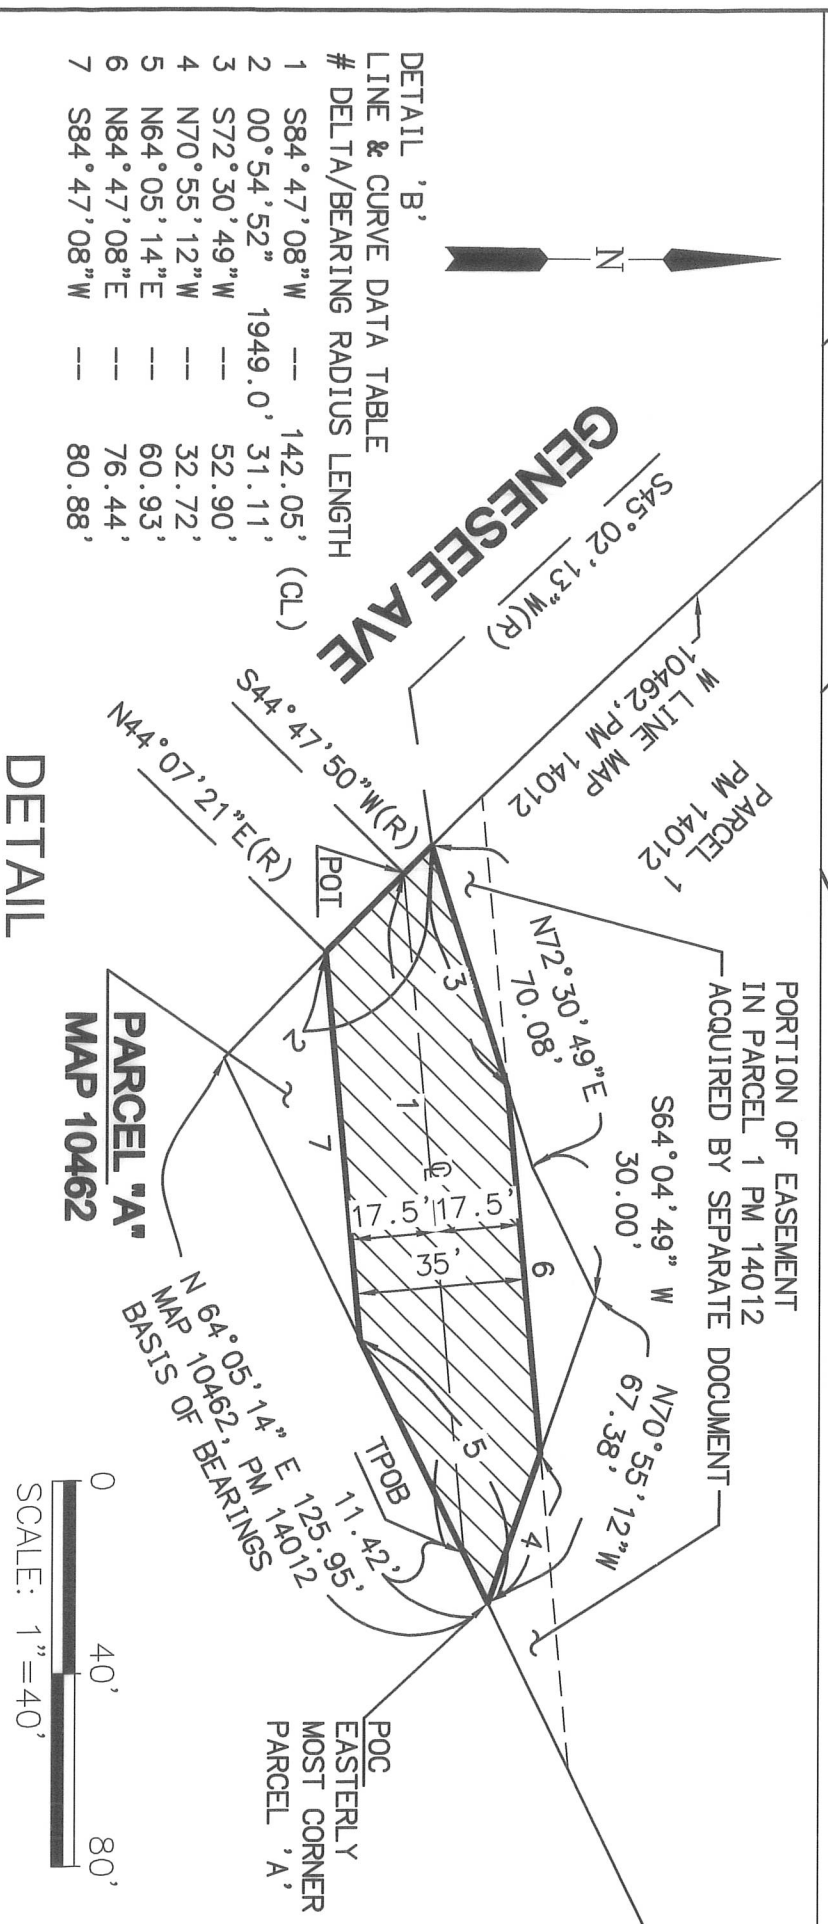 DETAIL 'B'
LINE & CURVE DATA TABLE
# DELTA/BEARING RADIUS LENGTH
1 S84°47'08"W -- 142.05' (CL)
2 00°54'52" 1949.0' 31.11'
3 S72°30'49"W -- 52.90'
4 N70°55'12"W -- 32.72'
5 N64°05'14"E -- 60.93'
6 N84°47'08"E -- 76.44'
7 S84°47'08"W -- 80.88'
N
GENESEE AVE
S45°02'13"W(R)
W LINE MAP
10462, PM 14012
PARCEL 1
PM 14012
S44°47'50"W(R)
N44°07'21"E(R)
POT
PORTION OF EASEMENT
IN PARCEL 1 PM 14012
ACQUIRED BY SEPARATE DOCUMENT
N72°30'49"E
70.08'
S64°04'49" W
30.00'
N70°55'12"W
67.38'
3
2
1
7
CL
17.5'
17.5'
35'
6
5
4
TPOB
11.42'
N 64°05'14" E 125.95'
MAP 10462, PM 14012
BASIS OF BEARINGS
PARCEL "A"
MAP 10462
POC
EASTERLY
MOST CORNER
PARCEL 'A'
DETAIL
0 40' 80'
SCALE: 1"=40'